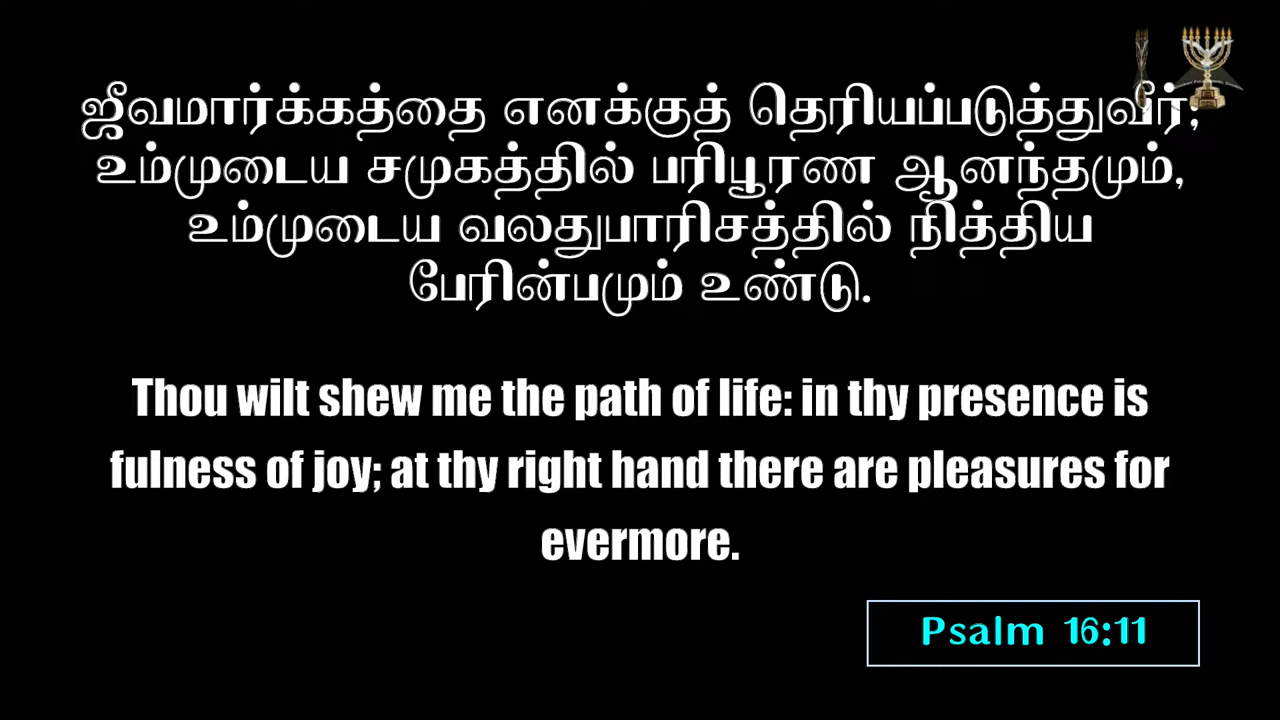 ஜீவமார்க்கத்தை எனக்குத் தெரியப்படுத்துவீர்;
உம்முடைய சமுகத்தில் பரிபூரண ஆனந்தமும்,
உம்முடைய வலதுபாரிசத்தில் நித்திய
பேரின்பமும் உண்டு.
Thou wilt shew me the path of life: in thy presence is
fulness of joy; at thy right hand there are pleasures for
evermore.
Psalm 16:11